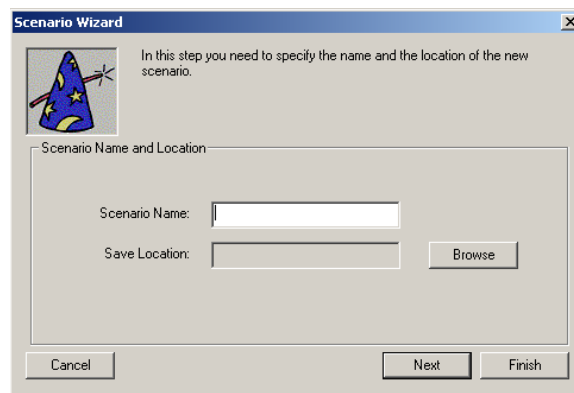 Scenario Wizard
In this step you need to specify the name and the location of the new
scenario.
Scenario Name and Location
Scenario Name:
Save Location:
Browse
Cancel
Next
Finish